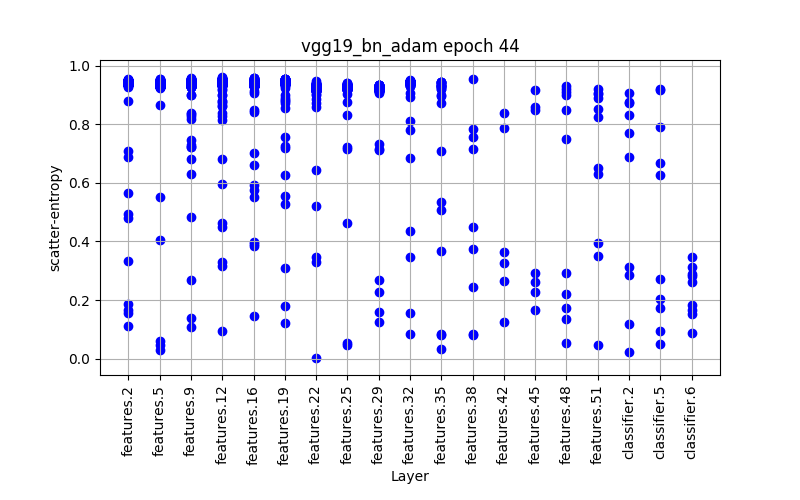 vgg19_bn_adam epoch 44
scatter-entropy
1.0
0.8
0.6
0.4
0.2
0.0
features.2
features.5
features.9
features.12
features.16
features.19
features.22
features.25
features.29
features.32
features.35
features.38
features.42
features.45
features.48
features.51
classifier.2
classifier.5
classifier.6
Layer